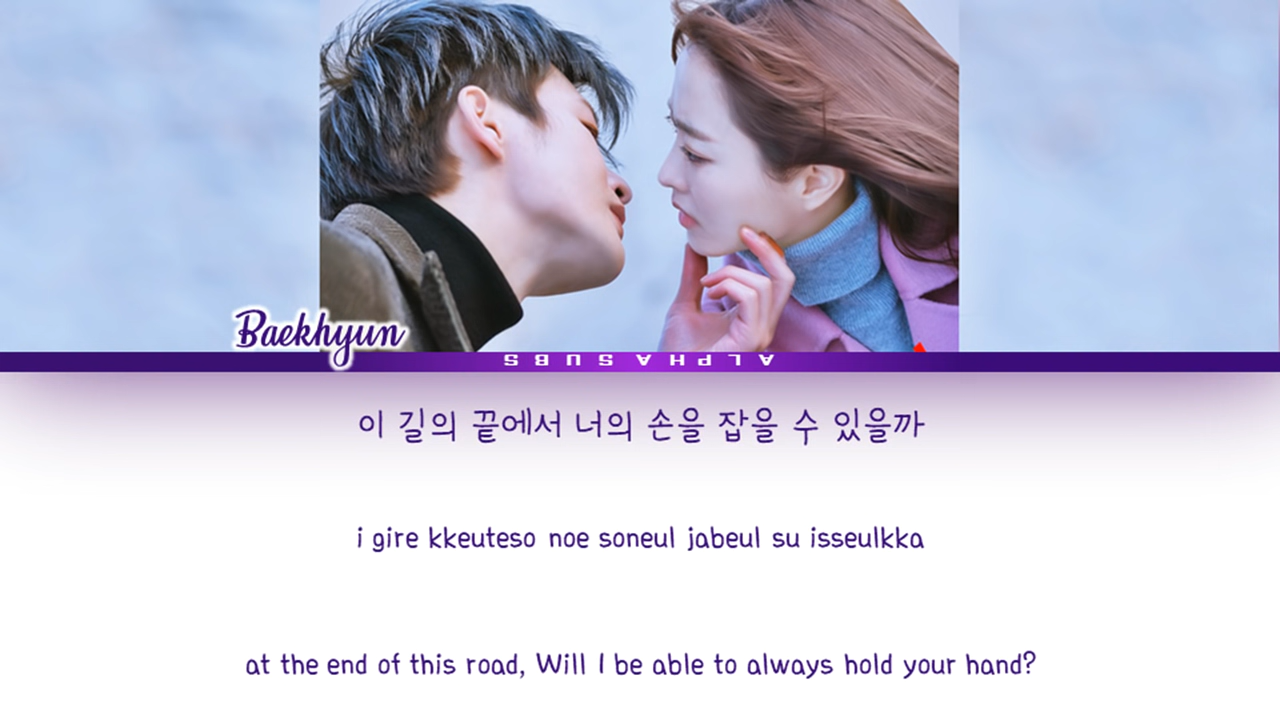 Baekhyun
ALPHASUBS
이 길의 끝에서 너의 손을 잡을 수 있을까
i gire kkeuteso noe soneul jabeul su isseulkka
at the end of this road, Will I be able to always hold your hand?